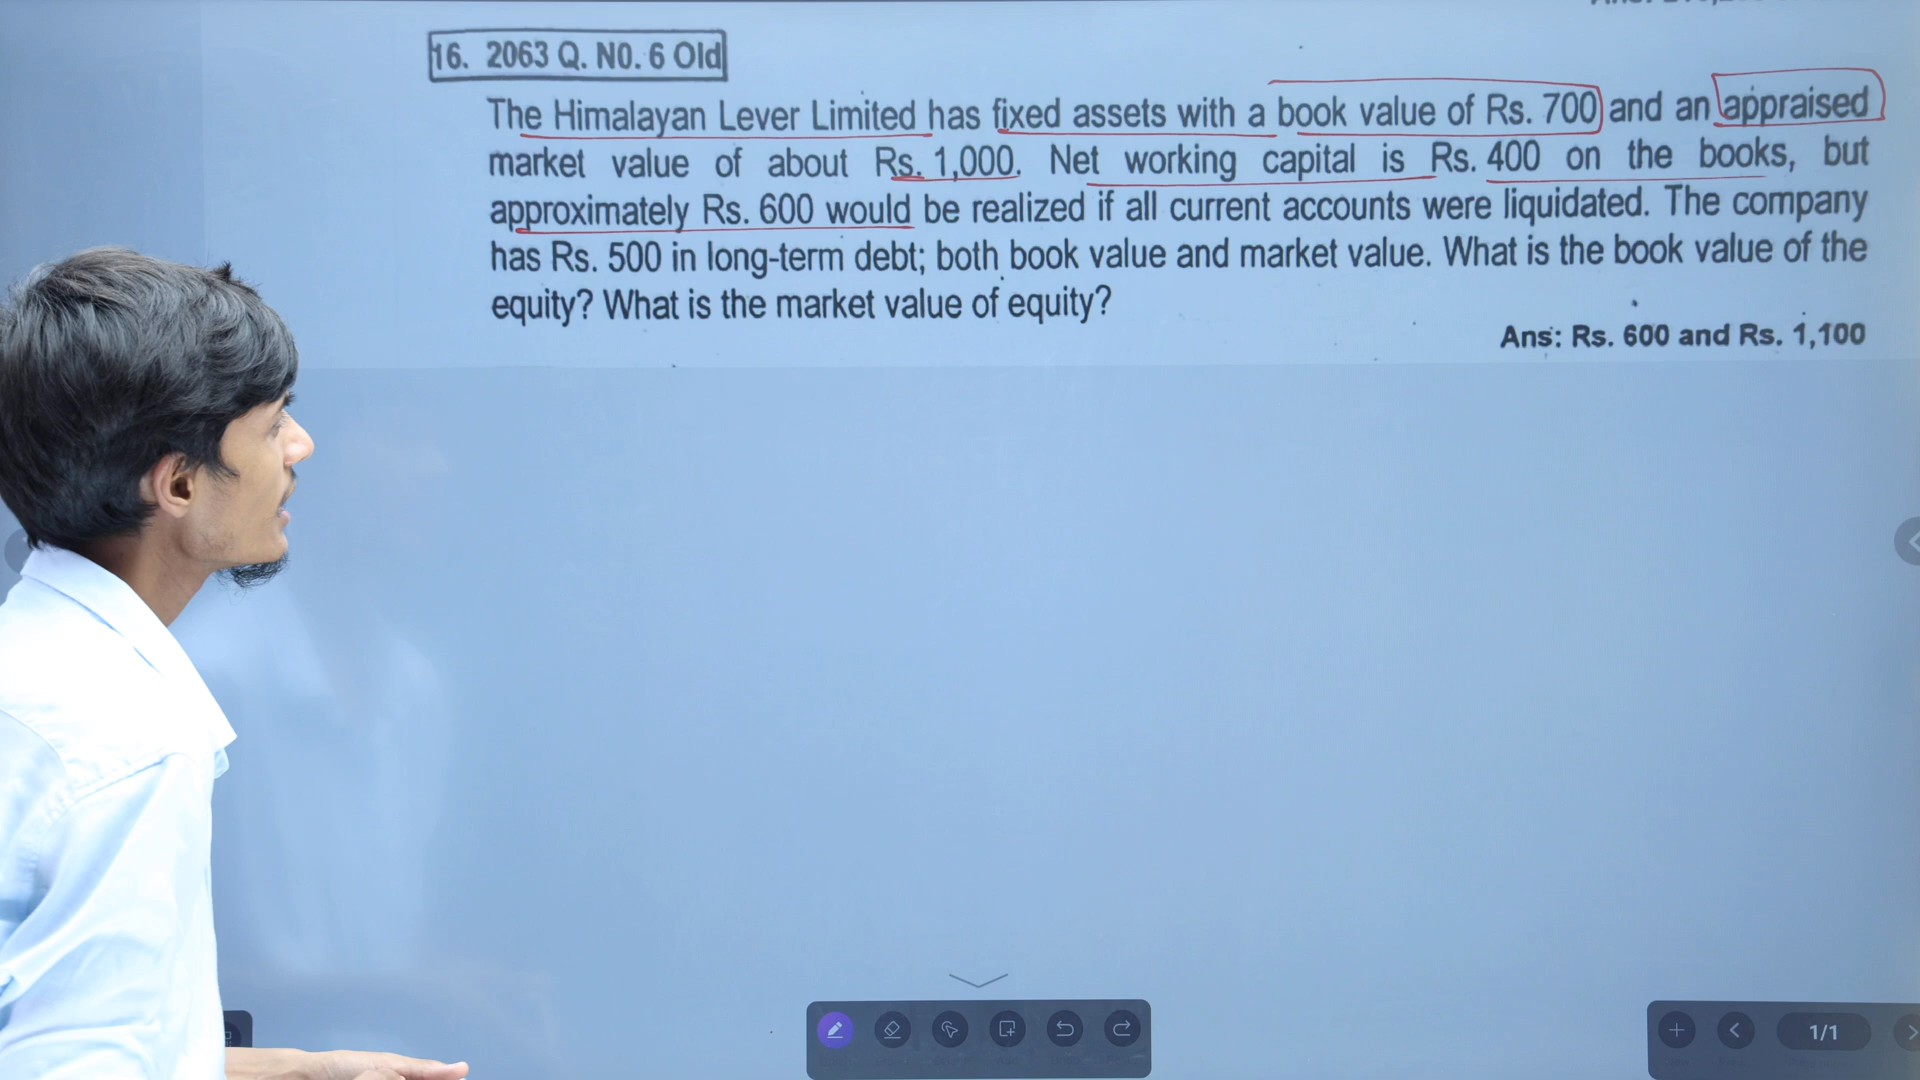 16. 2063 Q. NO. 6 Old
The Himalayan Lever Limited has fixed assets with a book value of Rs. 700 and an appraised
market value of about Rs. 1,000. Net working capital is Rs. 400 on the books, but
approximately Rs. 600 would be realized if all current accounts were liquidated. The company
has Rs. 500 in long-term debt; both book value and market value. What is the book value of the
equity? What is the market value of equity?
Ans: Rs. 600 and Rs. 1,100
1/1